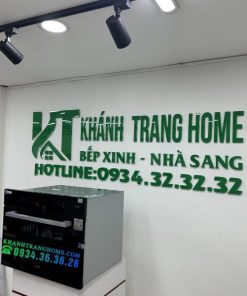 KT KHÁNH TRANG HOME
BẾP XINH - NHÀ SANG
HOTLINE:0934.32.32.32
KHANHTRANGHOME.COM
0934.36.36.26